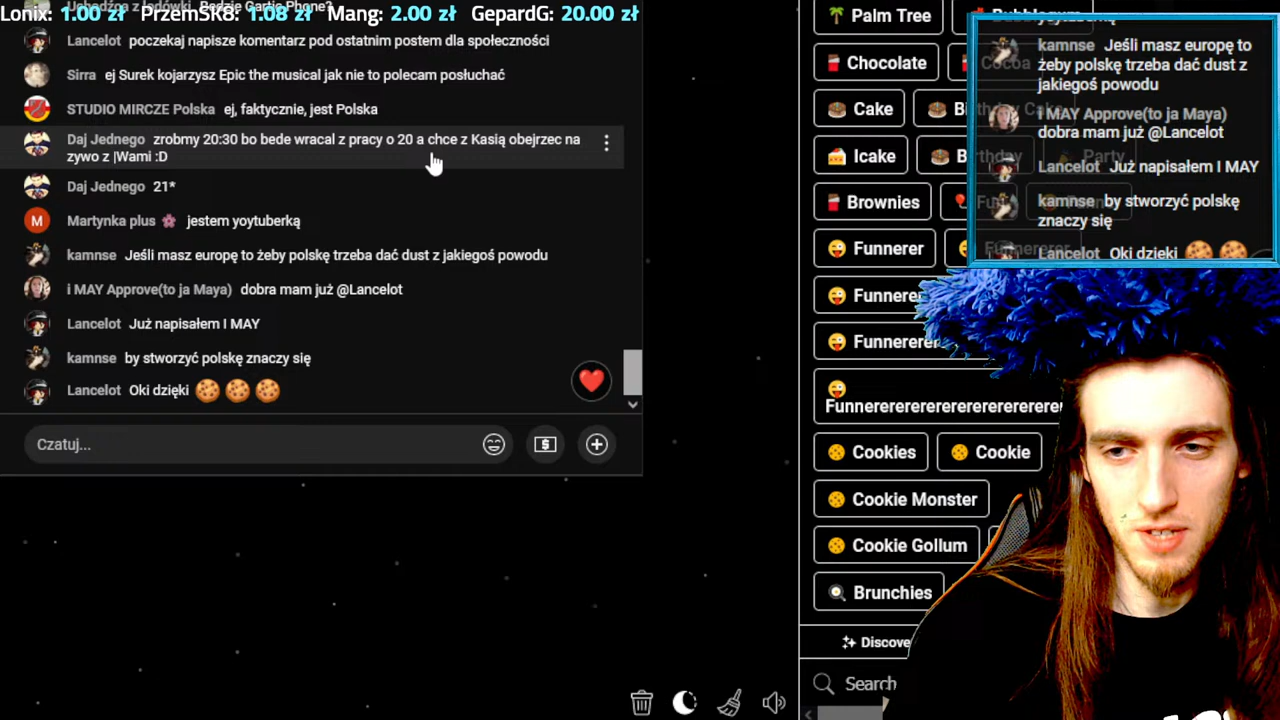 Lonix: 1.00 zł PrzemSK8: 1.08 zł Mang: 2.00 zł GepardG: 20.00 zł
Lancelot poczekaj napisze komentarz pod ostatnim postem dla społeczności
Sirra ej Surek kojarzysz Epic the musical jak nie to polecam posłuchać
STUDIO MIRCZE Polska ej, faktycznie, jest Polska
Daj Jednego zrobmy 20:30 bo bede wracal z pracy o 20 a chce z Kasią obejrzec na
zywo z |Wami :D
Daj Jednego 21*
M Martynka plus 🌸 jestem yoytuberką
kamnse Jeśli masz europę to żeby polskę trzeba dać dust z jakiegoś powodu
i MAY Approve(to ja Maya) dobra mam już @Lancelot
Lancelot Już napisałem I MAY
kamnse by stworzyć polskę znaczy się
Lancelot Oki dzięki 🍪 🍪 🍪
Czatuj...
Palm Tree
Chocolate
Cake
Icake
Brownies
Funnerer
Cookies Cookie
Cookie Monster
Cookie Gollum
Brunchies
Search
kamnse Jeśli masz europę to
żeby polskę trzeba dać dust z
jakiegoś powodu
i MAY Approve(to ja Maya)
dobra mam już @Lancelot
Lancelot Już napisałem I MAY
kamnse by stworzyć polskę
znaczy się
Lancelot Oki dzięki 🍪 🍪